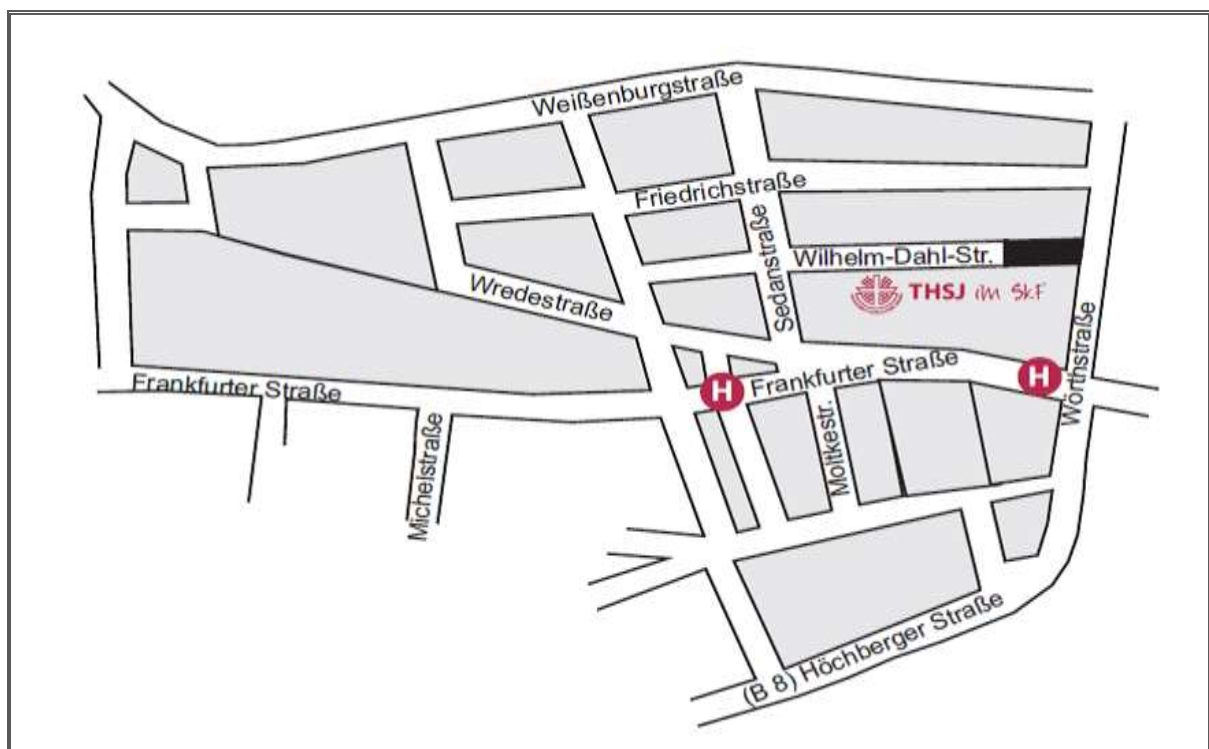 Weißenburgstraße
Friedrichstraße
Sedanstraße
Wilhelm-Dahl-Str.
THSJ im SkF
Wredestraße
Wörthstraße
Frankfurter Straße
H
Frankfurter Straße
H
Moltkestr.
Michelstraße
(B 8) Höchberger Straße